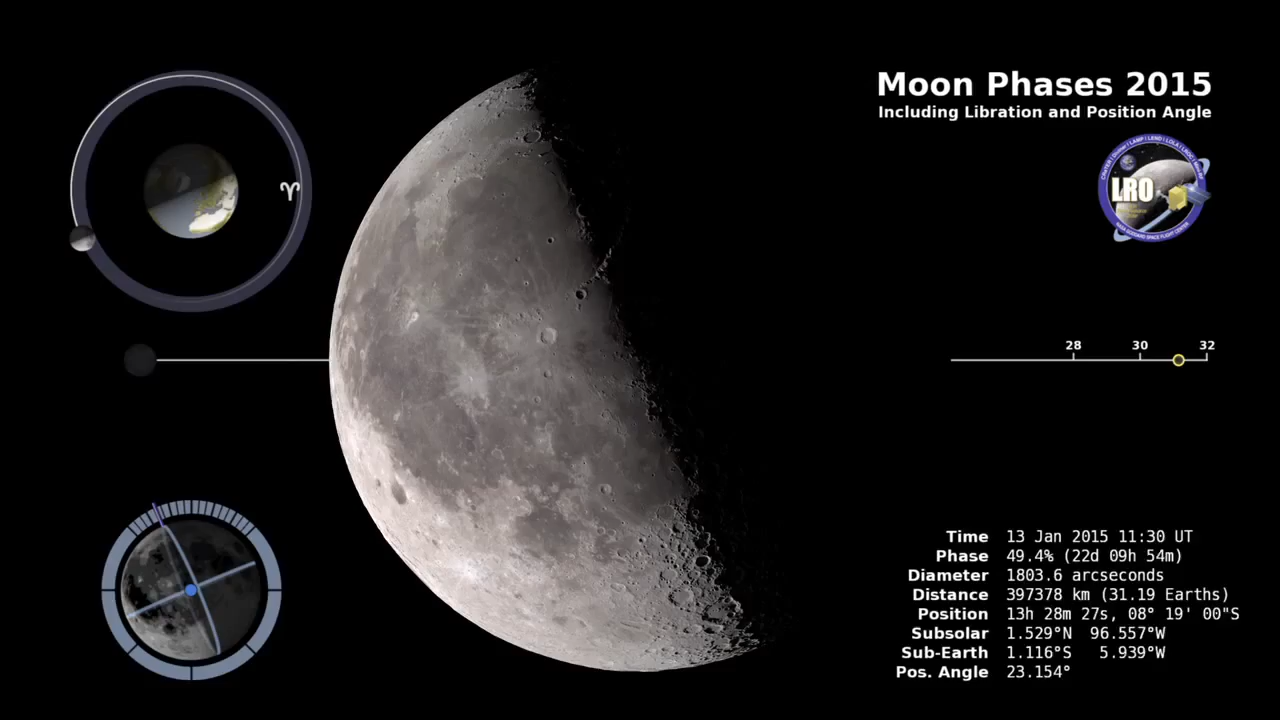 Moon Phases 2015
Including Libration and Position Angle
LRO
28 30 32
Time 13 Jan 2015 11:30 UT
Phase 49.4% (22d 09h 54m)
Diameter 1803.6 arcseconds
Distance 397378 km (31.19 Earths)
Position 13h 28m 27s, 08° 19' 00"S
Subsolar 1.529°N 96.557°W
Sub-Earth 1.116°S 5.939°W
Pos. Angle 23.154°